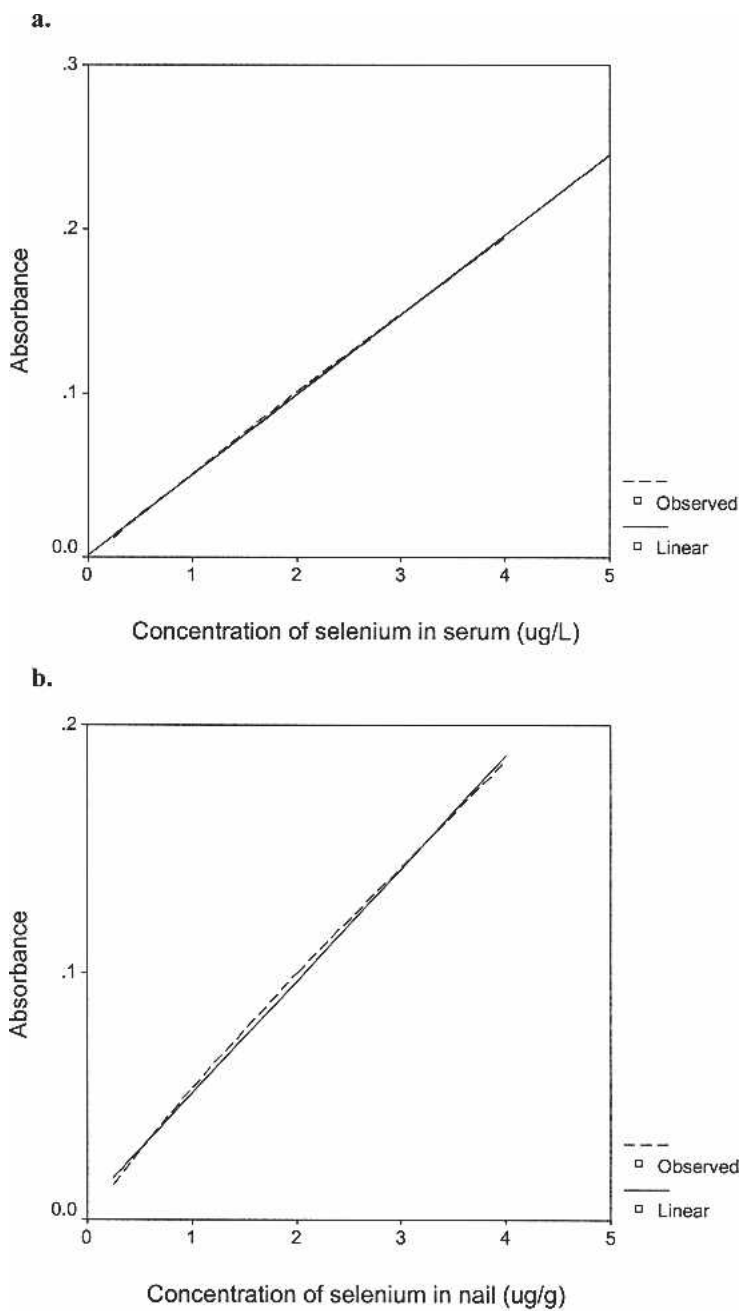 a.
.3
.2
.1
0.0
0 1 2 3 4 5
Absorbance
Concentration of selenium in serum (ug/L)
Observed
Linear
b.
.2
.1
0.0
0 1 2 3 4 5
Absorbance
Concentration of selenium in nail (ug/g)
Observed
Linear